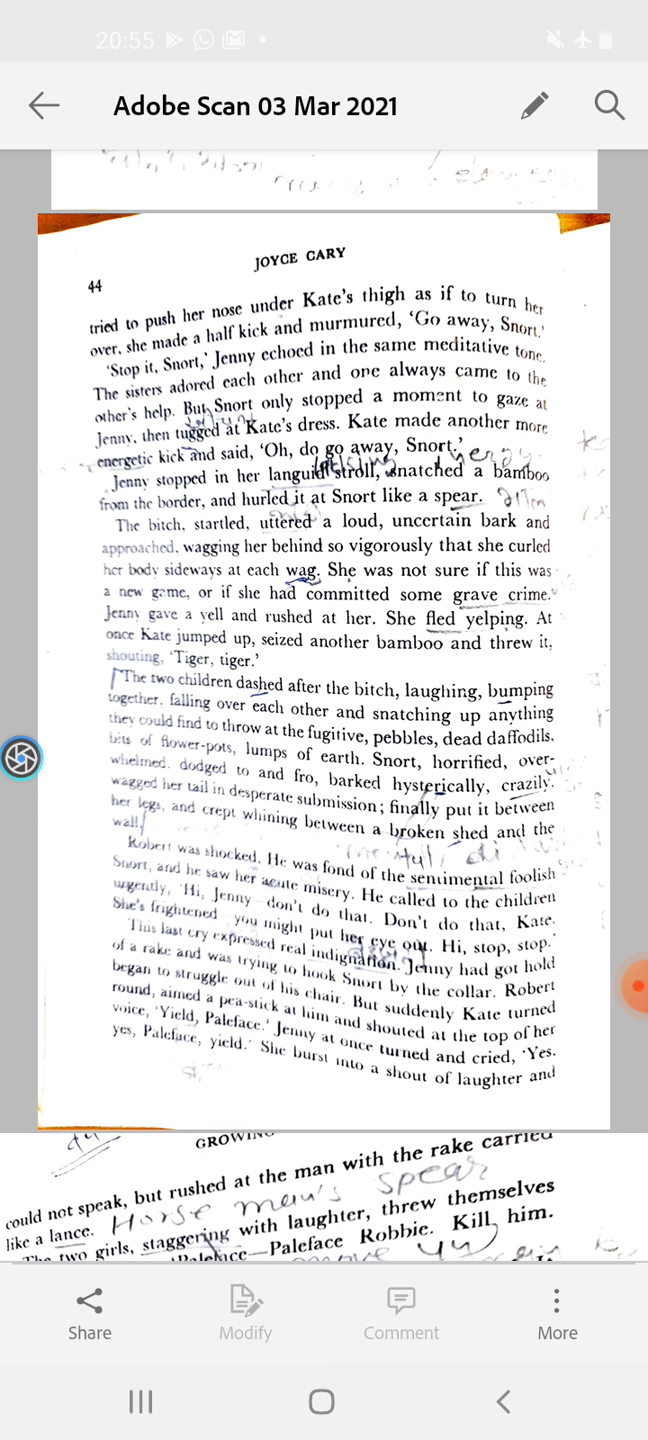 20:55
Adobe Scan 03 Mar 2021
JOYCE CARY
44
tried to push her nose under Kate's thigh as if to turn her
over, she made a half kick and murmured, ‘Go away, Snort.’
‘Stop it, Snort,’ Jenny echoed in the same meditative tone.
The sisters adored each other and one always came to the
other's help. But Snort only stopped a moment to gaze at
Jenny, then tugged at Kate's dress. Kate made another more
energetic kick and said, ‘Oh, do go away, Snort.’
Jenny stopped in her languid stroll, snatched a bamboo
from the border, and hurled it at Snort like a spear.
The bitch, startled, uttered a loud, uncertain bark and
approached, wagging her behind so vigorously that she curled
her body sideways at each wag. She was not sure if this was
a new game, or if she had committed some grave crime.
Jenny gave a yell and rushed at her. She fled yelping. At
once Kate jumped up, seized another bamboo and threw it,
shouting, ‘Tiger, tiger.’
The two children dashed after the bitch, laughing, bumping
together, falling over each other and snatching up anything
they could find to throw at the fugitive, pebbles, dead daffodils,
bits of flower-pots, lumps of earth. Snort, horrified, over-
whelmed, dodged to and fro, barked hysterically, crazily,
wagged her tail in desperate submission; finally put it between
her legs, and crept whining between a broken shed and the
wall.
Robert was shocked. He was fond of the sentimental foolish
Snort, and he saw her acute misery. He called to the children
urgently, ‘Hi, Jenny—don't do that. Don't do that, Kate.
She's frightened—you might put her eye out. Hi, stop, stop.’
This last cry expressed real indignation. Jenny had got hold
of a rake and was trying to hook Snort by the collar. Robert
began to struggle out of his chair. But suddenly Kate turned
round, aimed a pea-stick at him and shouted at the top of her
voice, ‘Yield, Paleface.’ Jenny at once turned and cried, ‘Yes,
yes, Paleface, yield.’ She burst into a shout of laughter and
GROWING
could not speak, but rushed at the man with the rake carried
like a lance. Horse men's spear
The two girls, staggering with laughter, threw themselves
Paleface—Paleface Robbie. Kill him.
Share Modify Comment More